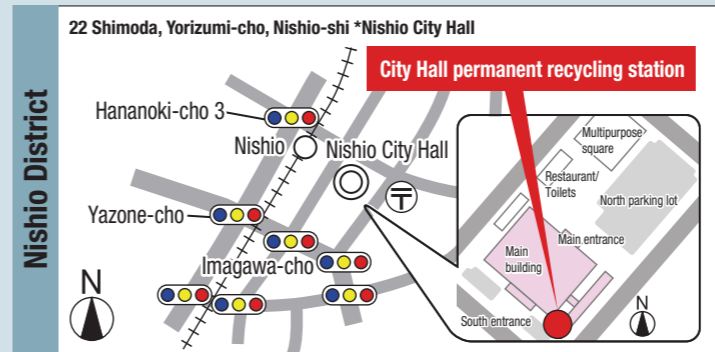 22 Shimoda, Yorizumi-cho, Nishio-shi *Nishio City Hall
Nishio District
City Hall permanent recycling station
Hananoki-cho 3
Nishio
Nishio City Hall
〒
Yazone-cho
Imagawa-cho
N
Multipurpose
square
Restaurant/
Toilets
North parking lot
Main entrance
Main
building
South entrance
N